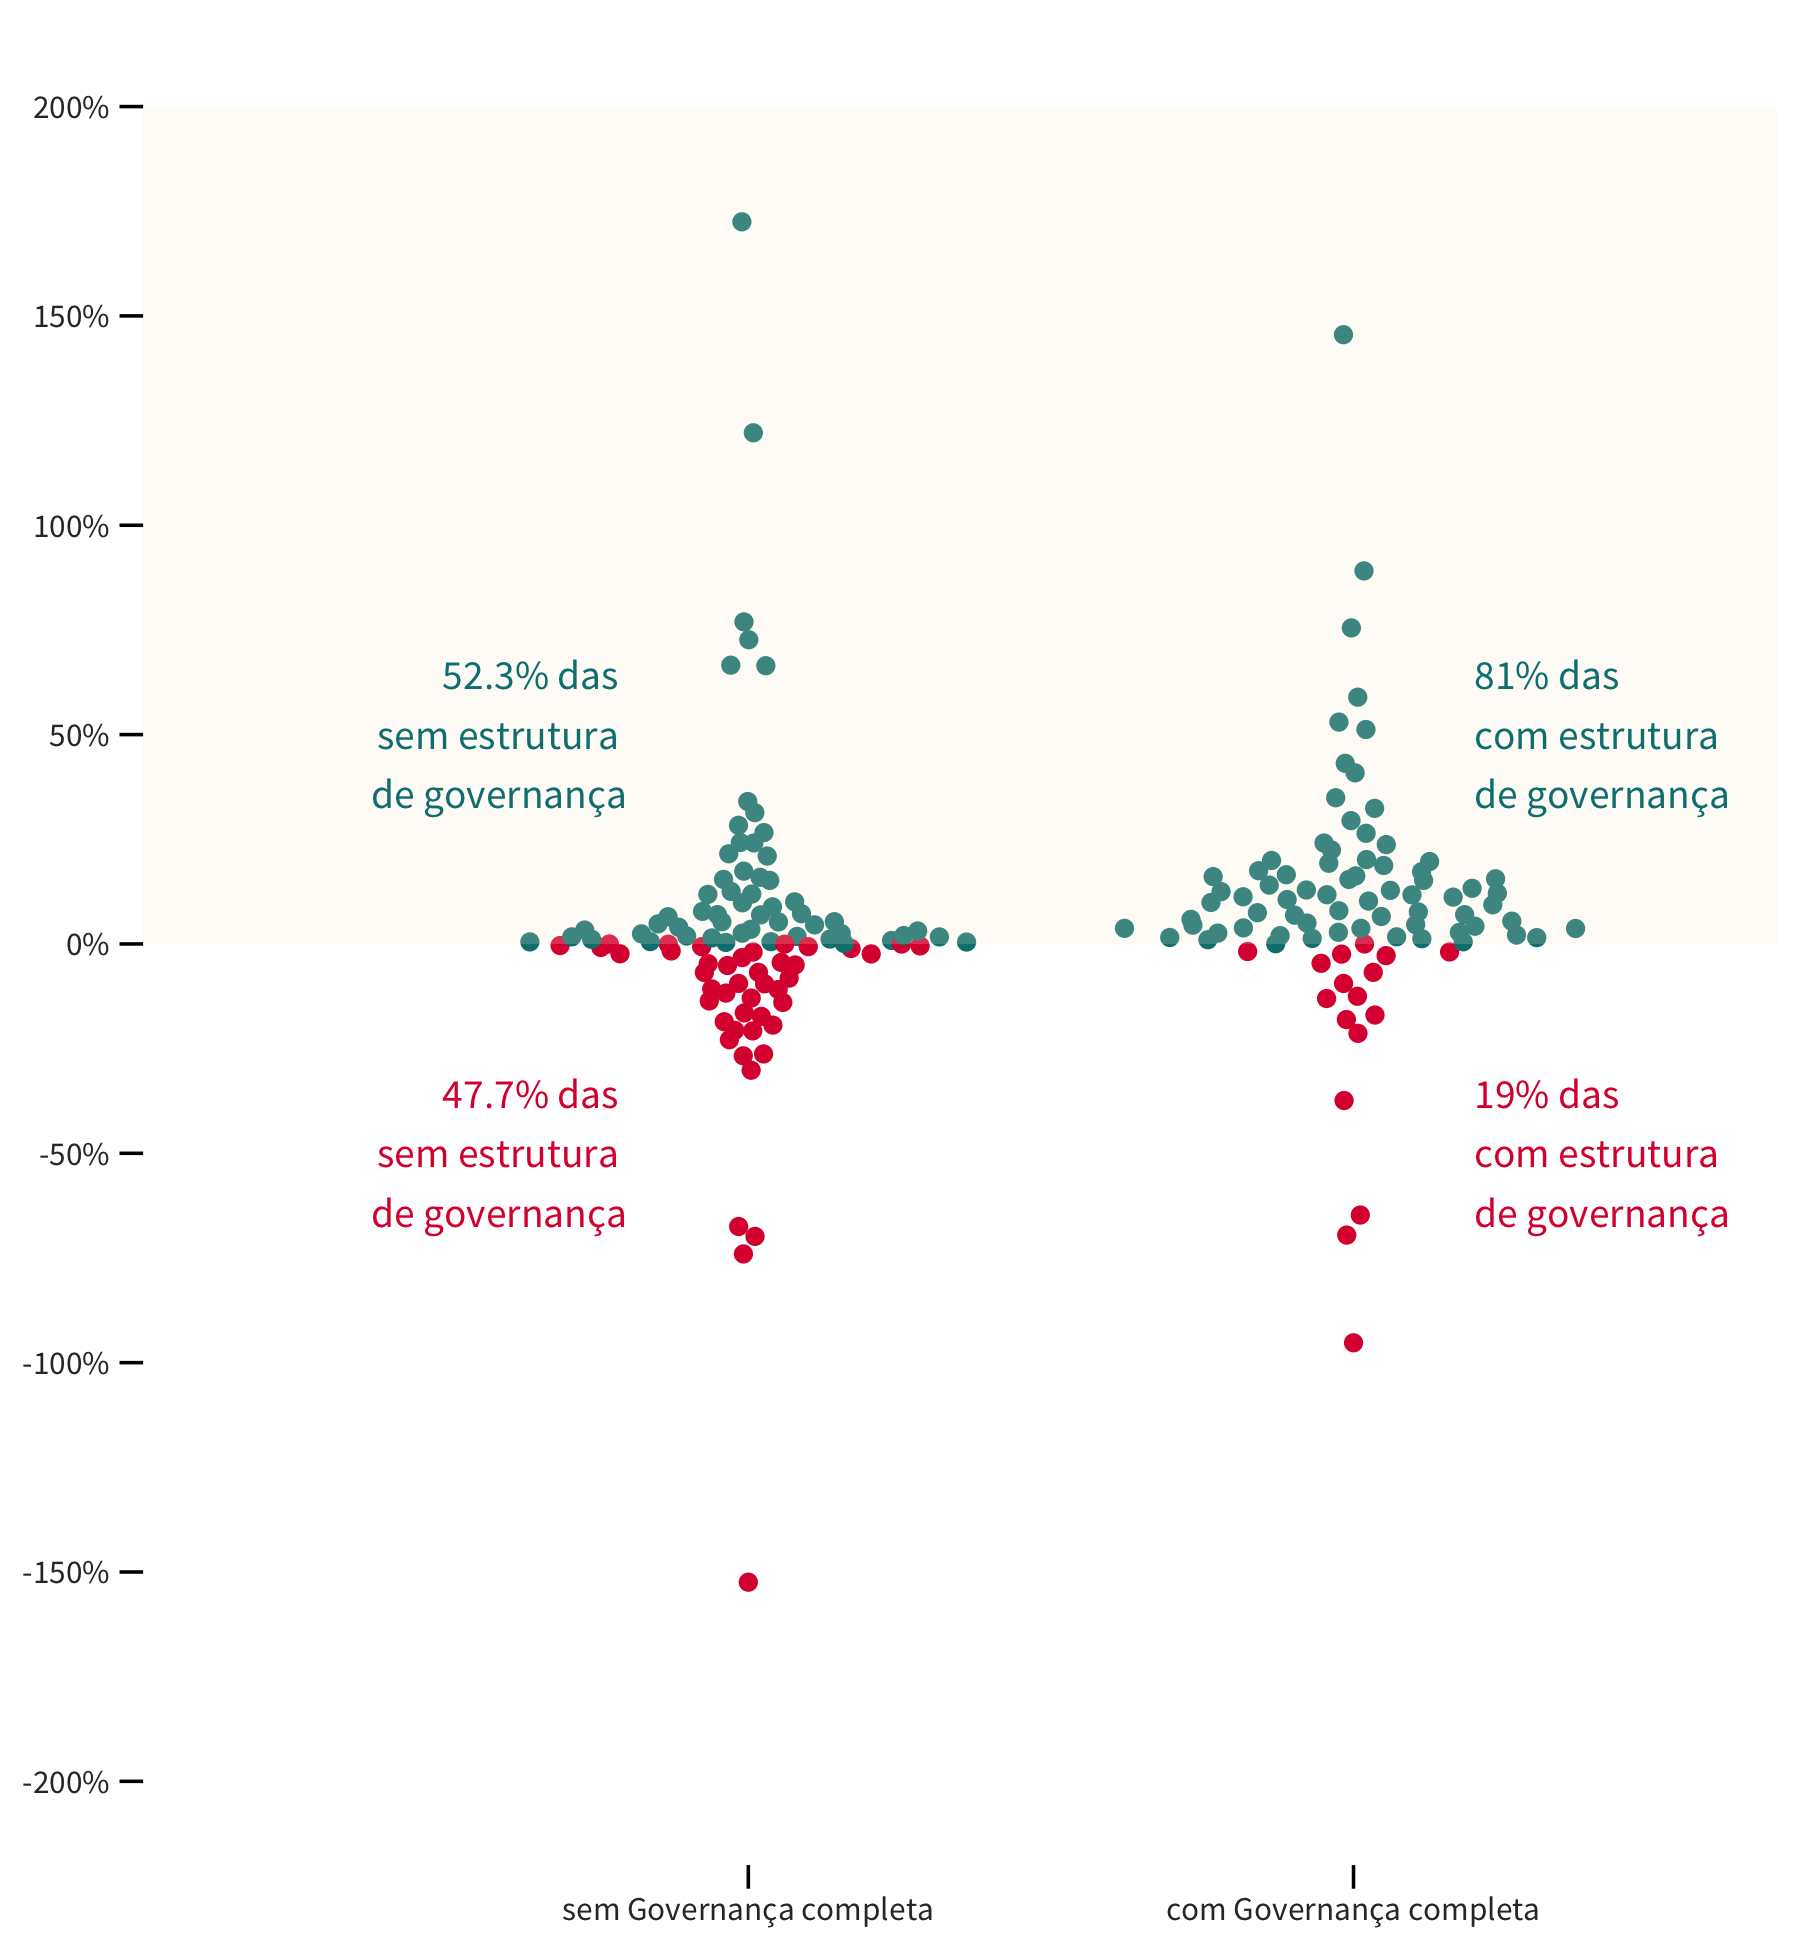 200%
150%
100%
50%
0%
-50%
-100%
-150%
-200%
52.3% das
sem estrutura
de governança
81% das
com estrutura
de governança
47.7% das
sem estrutura
de governança
19% das
com estrutura
de governança
sem Governança completa
com Governança completa